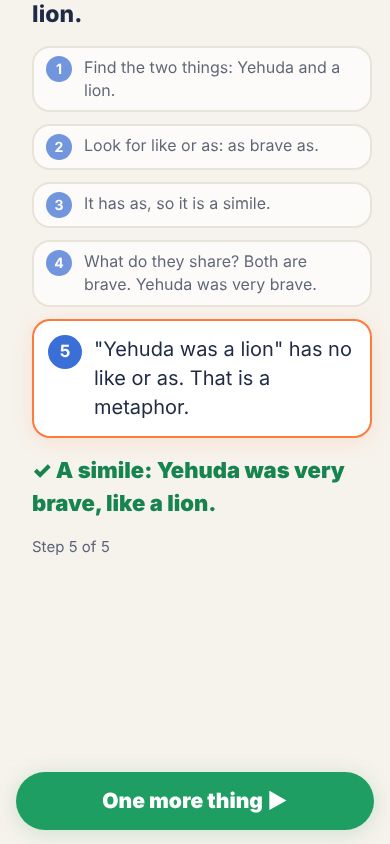 lion.
1 Find the two things: Yehuda and a
lion.
2 Look for like or as: as brave as.
3 It has as, so it is a simile.
4 What do they share? Both are
brave. Yehuda was very brave.
5 "Yehuda was a lion" has no
like or as. That is a
metaphor.
✓ A simile: Yehuda was very
brave, like a lion.
Step 5 of 5
One more thing ▶